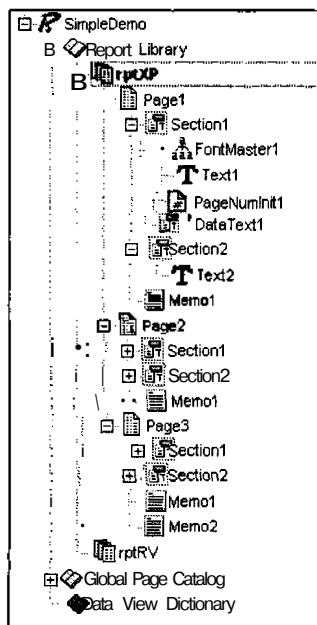 SimpleDemo
B Report Library
B rptXP
Page1
Section1
FontMaster1
Text1
PageNumInit1
DataText1
Section2
Text2
Memo1
Page2
Section1
Section2
Memo1
Page3
Section1
Section2
Memo1
Memo2
rptRV
Global Page Catalog
Data View Dictionary